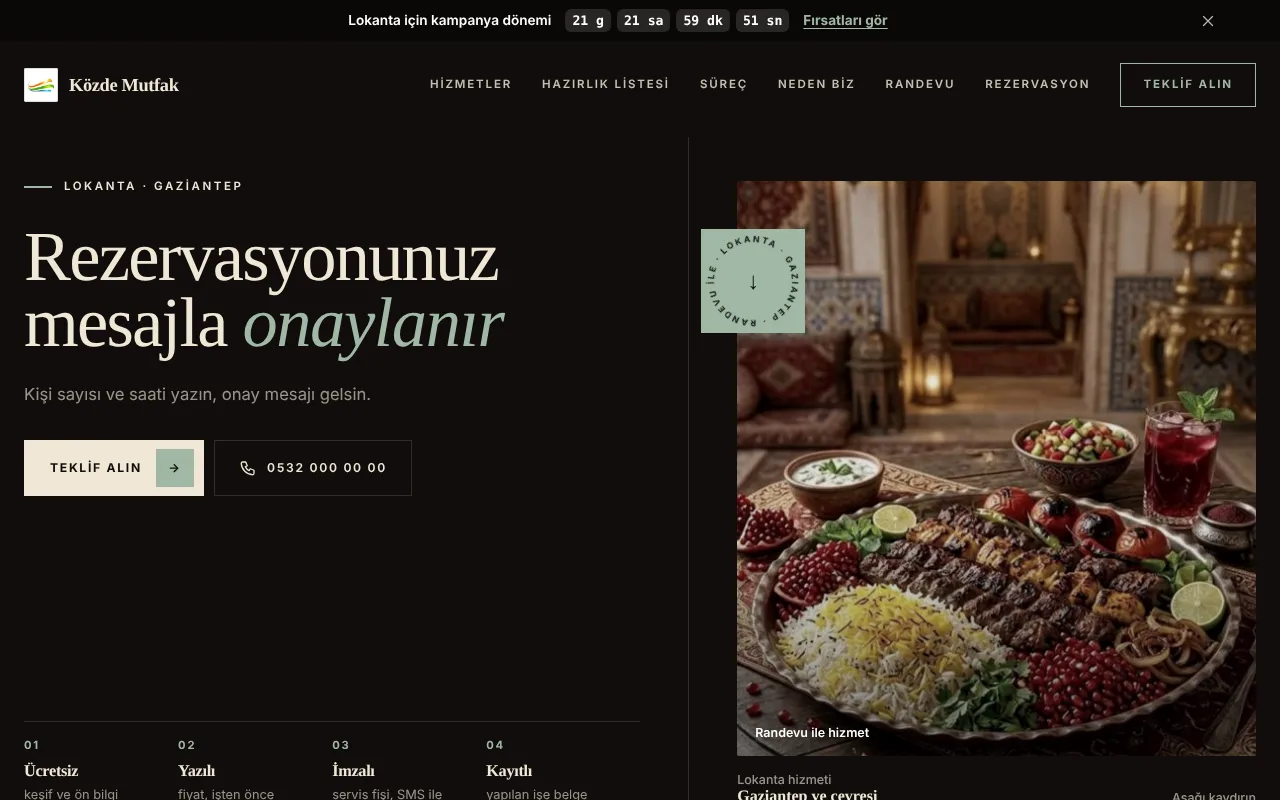 Lokanta için kampanya dönemi 21 g 21 sa 59 dk 51 sn Fırsatları gör
Közde Mutfak
HİZMETLER HAZIRLIK LİSTESİ SÜREÇ NEDEN BİZ RANDEVU REZERVASYON TEKLİF ALIN
LOKANTA · GAZİANTEP
Rezervasyonunuz
mesajla onaylanır
Kişi sayısı ve saati yazın, onay mesajı gelsin.
TEKLİF ALIN → 0532 000 00 00
LOKANTA · GAZİANTEP · RANDEVU İLE ·
↓
Randevu ile hizmet
01 02 03 04
Ücretsiz Yazılı İmzalı Kayıtlı
keşif ve ön bilgi fiyat, işten önce servis fişi, SMS ile yapılan işe belge
Lokanta hizmeti
Gaziantep ve çevresi
Aşağı kaydırın